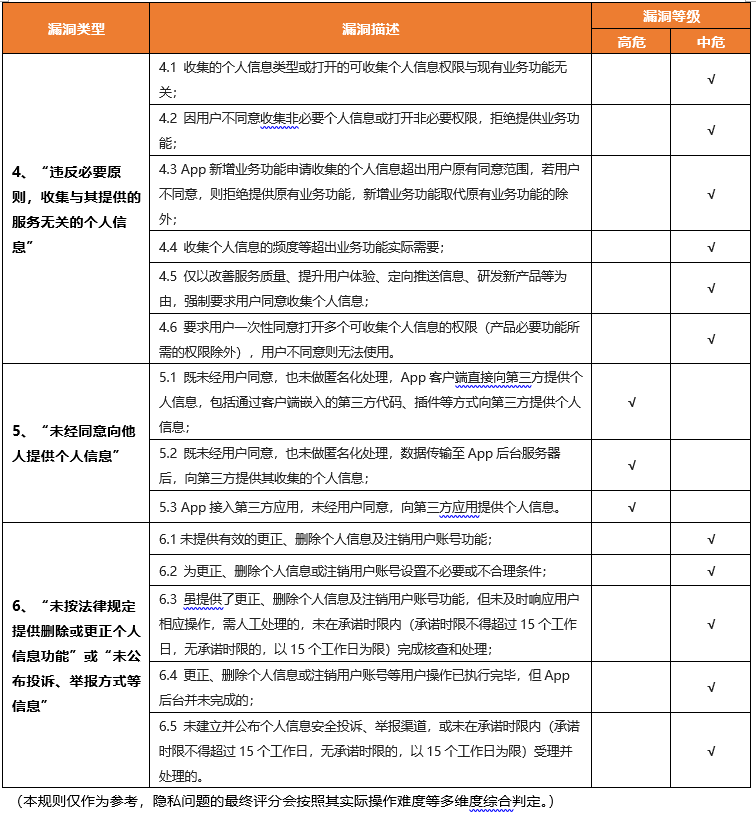 漏洞类型
漏洞描述
漏洞等级
高危
中危
4、“违反必要原
则，收集与其提供的
服务无关的个人信
息”
4.1 收集的个人信息类型或打开的可收集个人信息权限与现有业务功能无
关；
√
4.2 因用户不同意收集非必要个人信息或打开非必要权限，拒绝提供业务功
能；
√
4.3 App 新增业务功能申请收集的个人信息超出用户原有同意范围，若用户
不同意，则拒绝提供原有业务功能，新增业务功能取代原有业务功能的除
外；
√
4.4 收集个人信息的频度等超出业务功能实际需要；
√
4.5 仅以改善服务质量、提升用户体验、定向推送信息、研发新产品等为
由，强制要求用户同意收集个人信息；
√
4.6 要求用户一次性同意打开多个可收集个人信息的权限（产品必要功能所
需的权限除外），用户不同意则无法使用。
√
5、“未经同意向他
人提供个人信息”
5.1 既未经用户同意，也未做匿名化处理，App 客户端直接向第三方提供个
人信息，包括通过客户端嵌入的第三方代码、插件等方式向第三方提供个人
信息；
√
5.2 既未经用户同意，也未做匿名化处理，数据传输至 App 后台服务器
后，向第三方提供其收集的个人信息；
√
5.3 App 接入第三方应用，未经用户同意，向第三方应用提供个人信息。
√
6、“未按法律规定
提供删除或更正个人
信息功能”或“未公
布投诉、举报方式等
信息”
6.1 未提供有效的更正、删除个人信息及注销用户账号功能；
√
6.2 为更正、删除个人信息或注销用户账号设置不必要或不合理条件；
√
6.3 虽提供了更正、删除个人信息及注销用户账号功能，但未及时响应用户
相应操作，需人工处理的，未在承诺时限内（承诺时限不得超过 15 个工作
日，无承诺时限的，以 15 个工作日为限）完成核查和处理；
√
6.4 更正、删除个人信息或注销用户账号等用户操作已执行完毕，但 App
后台并未完成的；
√
6.5 未建立并公布个人信息安全投诉、举报渠道，或未在承诺时限内（承诺
时限不得超过 15 个工作日，无承诺时限的，以 15 个工作日为限）受理并
处理的。
√
（本规则仅作为参考，隐私问题的最终评分会按照其实际操作难度等多维度综合判定。）